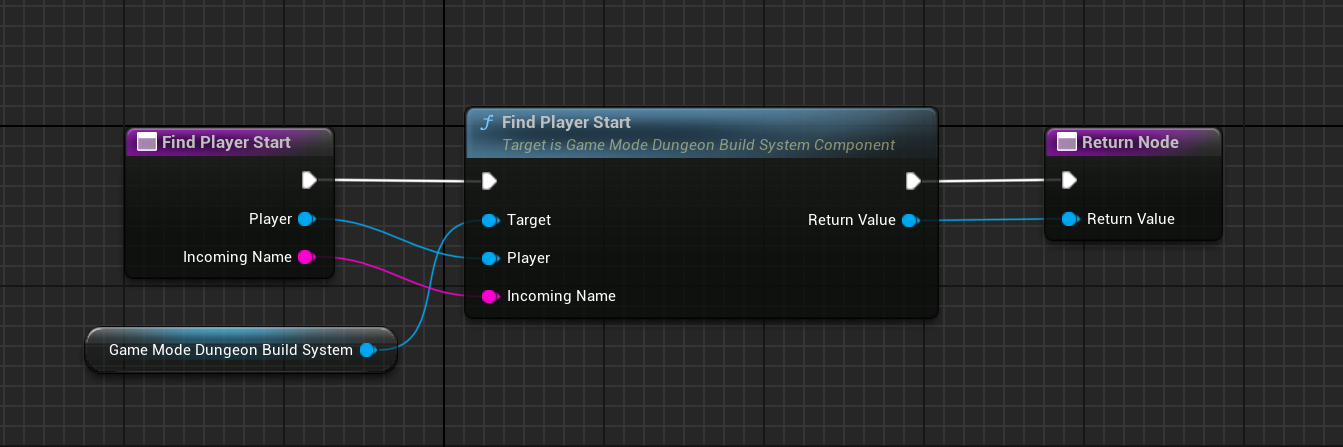 Find Player Start
Player
Incoming Name
Game Mode Dungeon Build System
f Find Player Start
Target is Game Mode Dungeon Build System Component
Target
Player
Incoming Name
Return Value
Return Node
Return Value